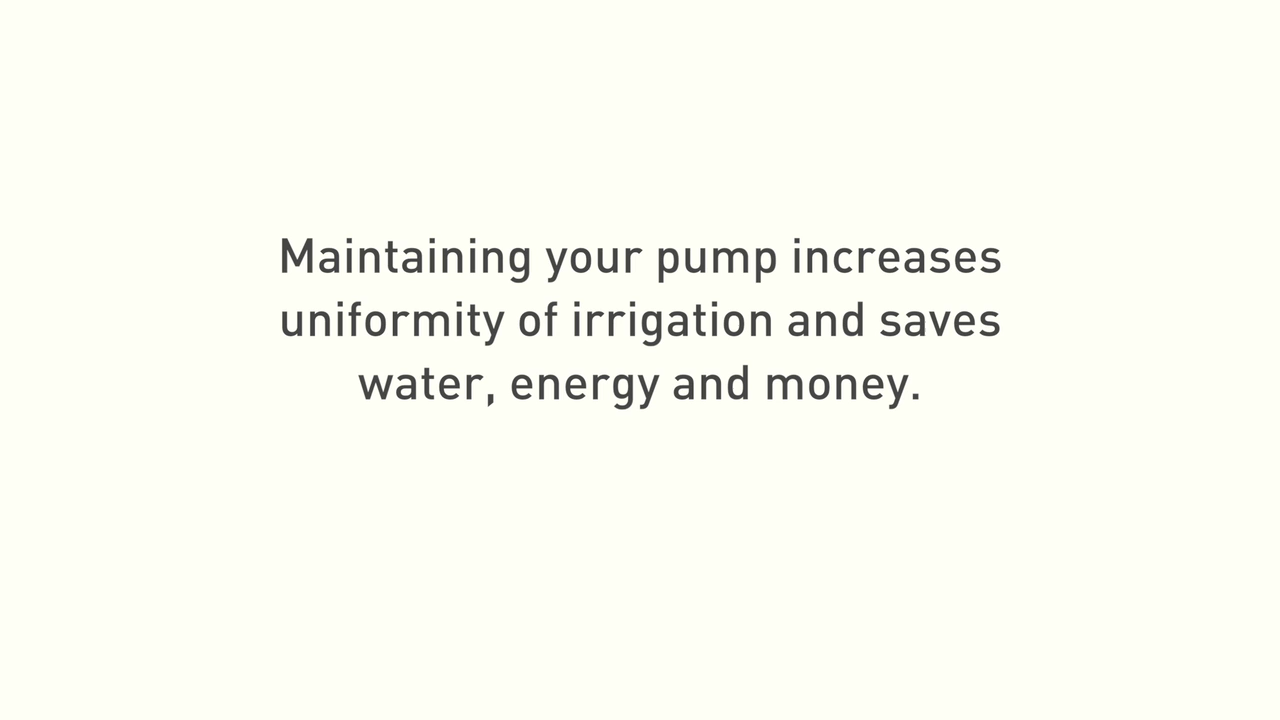 Maintaining your pump increases
uniformity of irrigation and saves
water, energy and money.